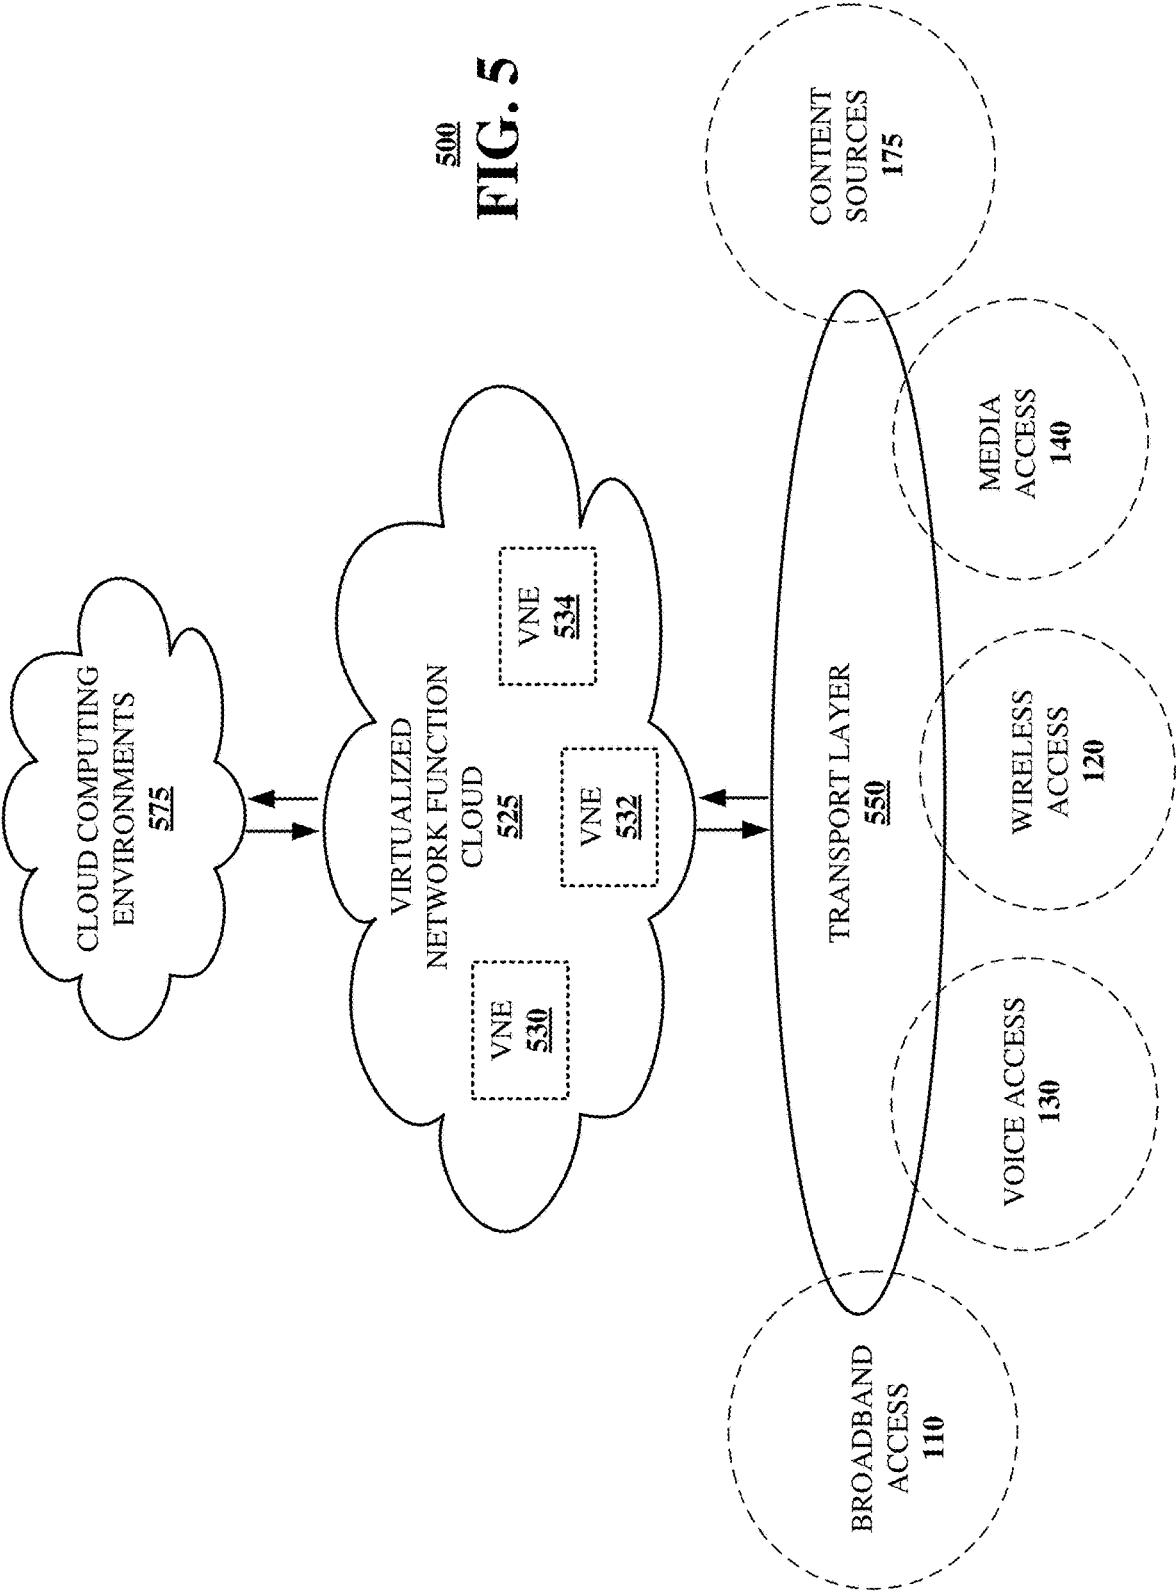 CLOUD COMPUTING
ENVIRONMENTS
575
VIRTUALIZED
NETWORK FUNCTION
CLOUD
525
VNE
530
VNE
532
VNE
534
TRANSPORT LAYER
550
BROADBAND
ACCESS
110
VOICE ACCESS
130
WIRELESS
ACCESS
120
MEDIA
ACCESS
140
CONTENT
SOURCES
175
500
FIG. 5